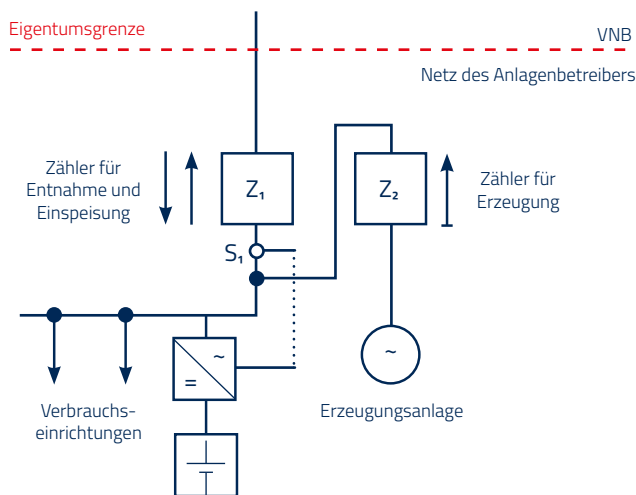 Eigentumsgrenze
VNB
Netz des Anlagenbetreibers
Zähler für
Entnahme und
Einspeisung
Z₁
Z₂
Zähler für
Erzeugung
S₁
~
=
~
Verbrauchs-
einrichtungen
Erzeugungsanlage